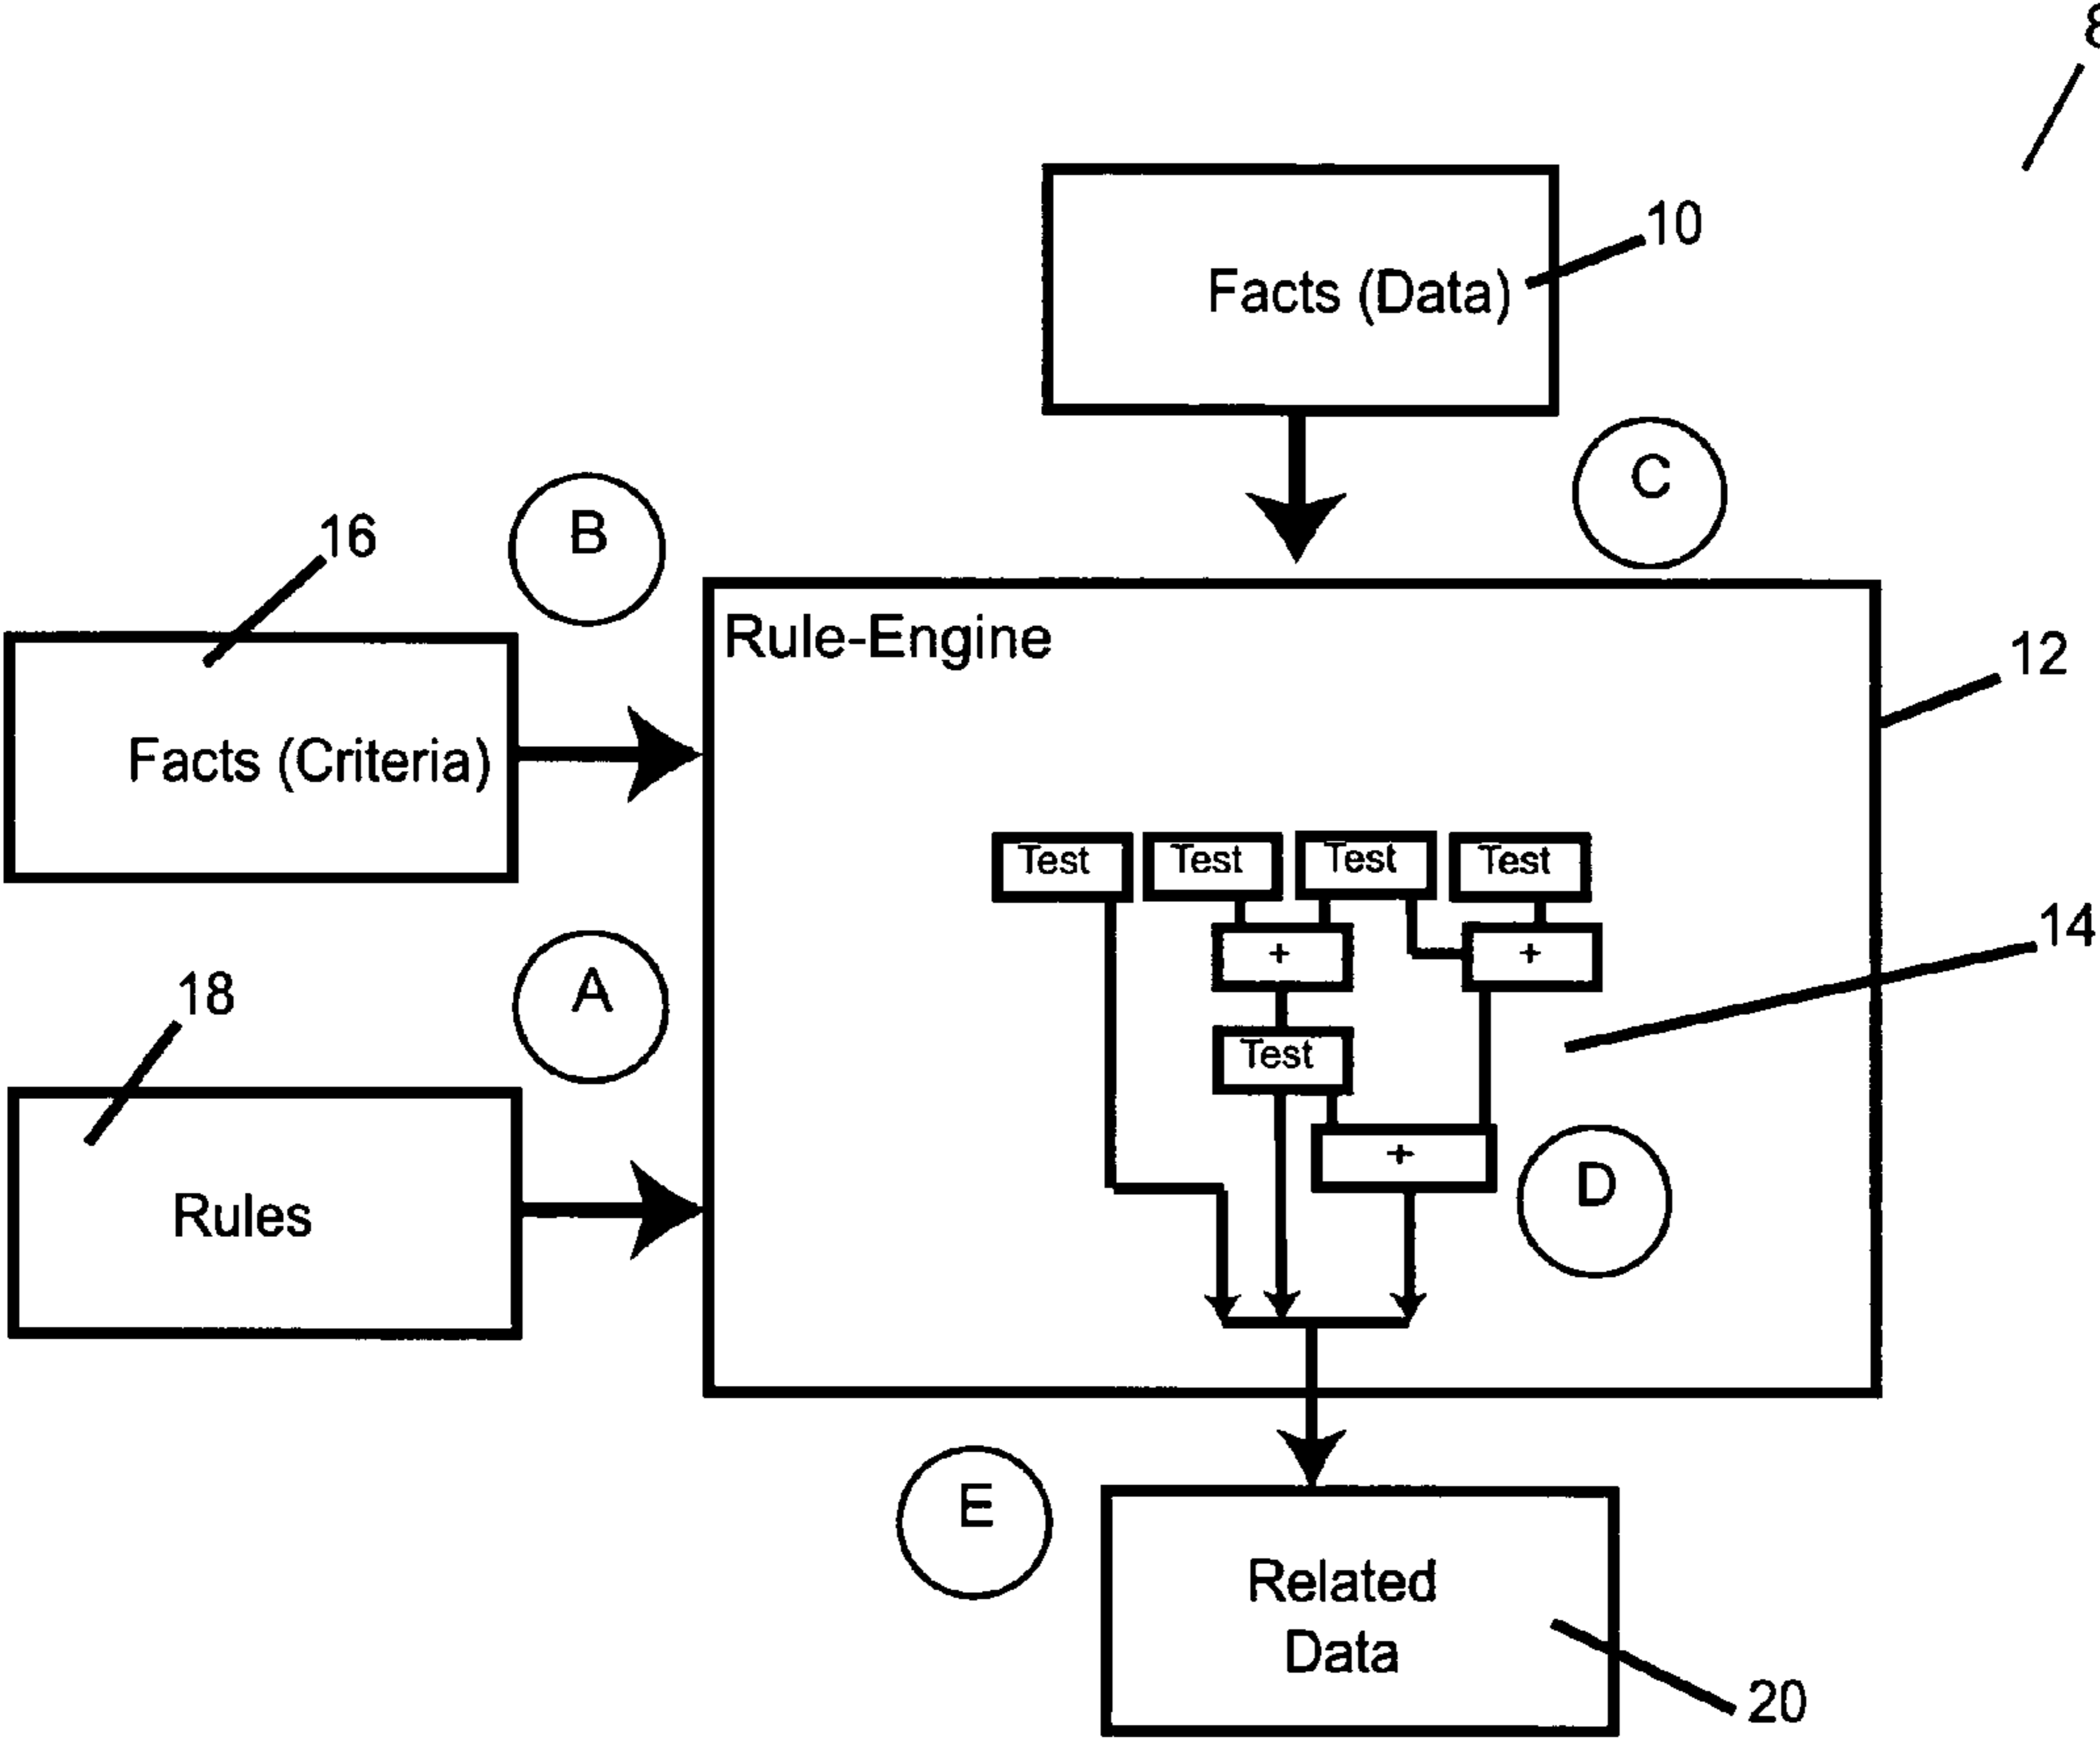 8
10
Facts (Data)
C
B
16
Rule-Engine
12
Facts (Criteria)
Test Test Test Test
14
+ +
A
18
Test
+
D
Rules
E
Related
Data
20